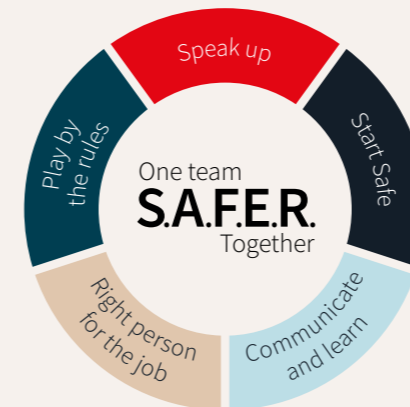 Speak up
Start Safe
Communicate
and learn
Right person
for the job
Play by
the rules
One team
S.A.F.E.R.
Together